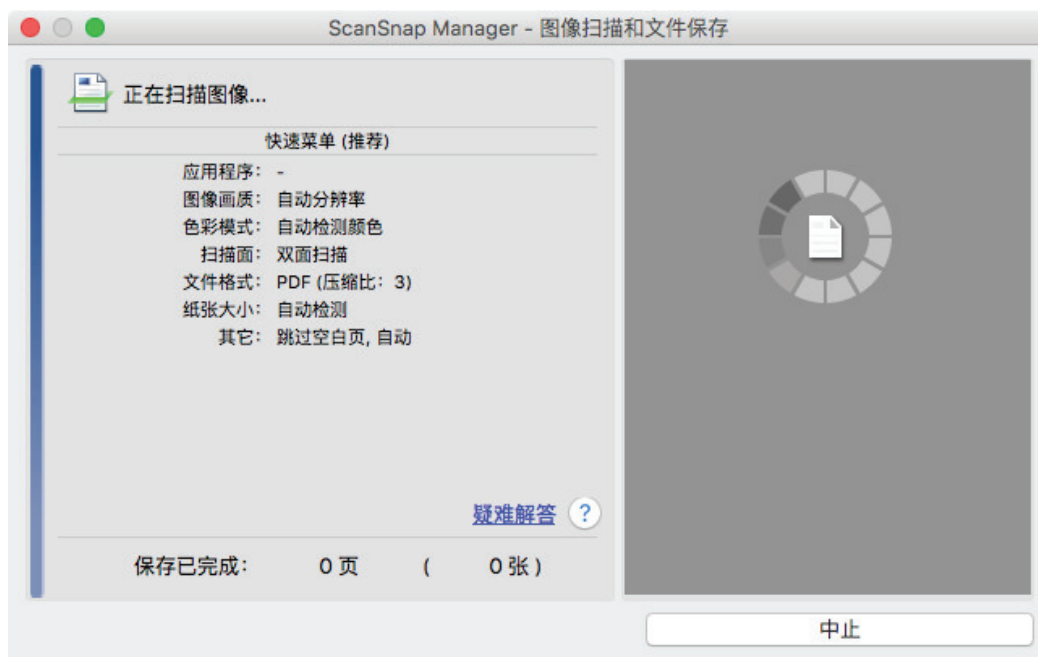 ScanSnap Manager - 图像扫描和文件保存
正在扫描图像...
快速菜单 (推荐)
应用程序: -
图像画质: 自动分辨率
色彩模式: 自动检测颜色
扫描面: 双面扫描
文件格式: PDF (压缩比: 3)
纸张大小: 自动检测
其它: 跳过空白页, 自动
疑难解答 ?
保存已完成: 0 页 ( 0 张 )
中止